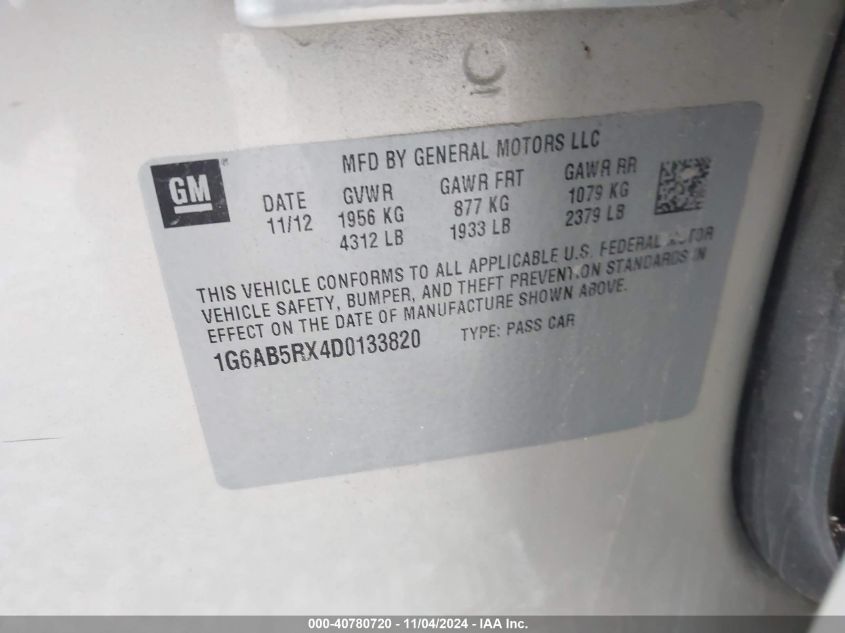 MFD BY GENERAL MOTORS LLC
GM
DATE GVWR GAWR FRT GAWR RR
11/12 1956 KG 877 KG 1079 KG
4312 LB 1933 LB 2379 LB
THIS VEHICLE CONFORMS TO ALL APPLICABLE U.S. FEDERAL MOTOR
VEHICLE SAFETY, BUMPER, AND THEFT PREVENTION STANDARDS IN
EFFECT ON THE DATE OF MANUFACTURE SHOWN ABOVE.
1G6AB5RX4D0133820 TYPE: PASS CAR
000-40780720 - 11/04/2024 - IAA Inc.